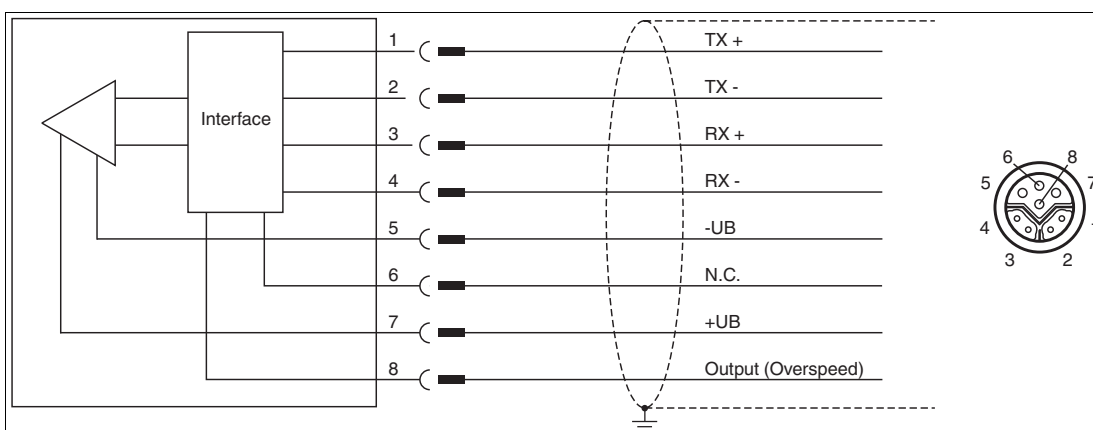 1 TX +
2 TX -
Interface
3 RX +
4 RX -
5 -UB
6 N.C.
7 +UB
8 Output (Overspeed)
6 8
5 7
4 1
3 2